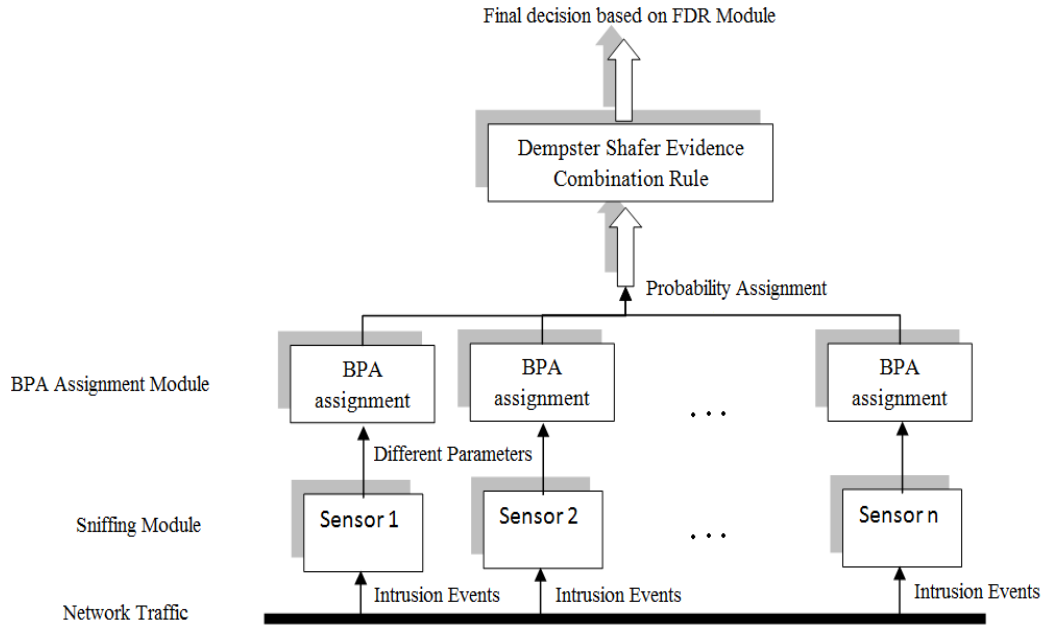 Final decision based on FDR Module
Dempster Shafer Evidence
Combination Rule
Probability Assignment
BPA Assignment Module
BPA
assignment
BPA
assignment
. . .
BPA
assignment
Different Parameters
Sniffing Module
Sensor 1
Sensor 2
. . .
Sensor n
Intrusion Events
Intrusion Events
Intrusion Events
Network Traffic